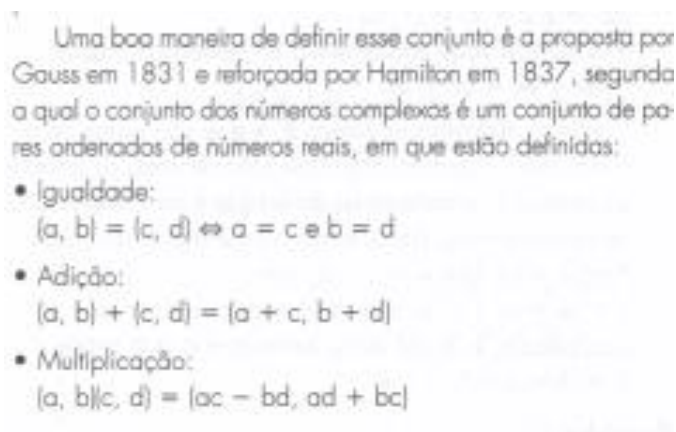 Uma boa maneira de definir esse conjunto é a proposta por
Gauss em 1831 e reforçada por Hamilton em 1837, segundo
a qual o conjunto dos números complexos é um conjunto de pa-
res ordenados de números reais, em que estão definidas:
• Igualdade:
(a, b) = (c, d) ⇔ a = c e b = d
• Adição:
(a, b) + (c, d) = (a + c, b + d)
• Multiplicação:
(a, b)(c, d) = (ac − bd, ad + bc)